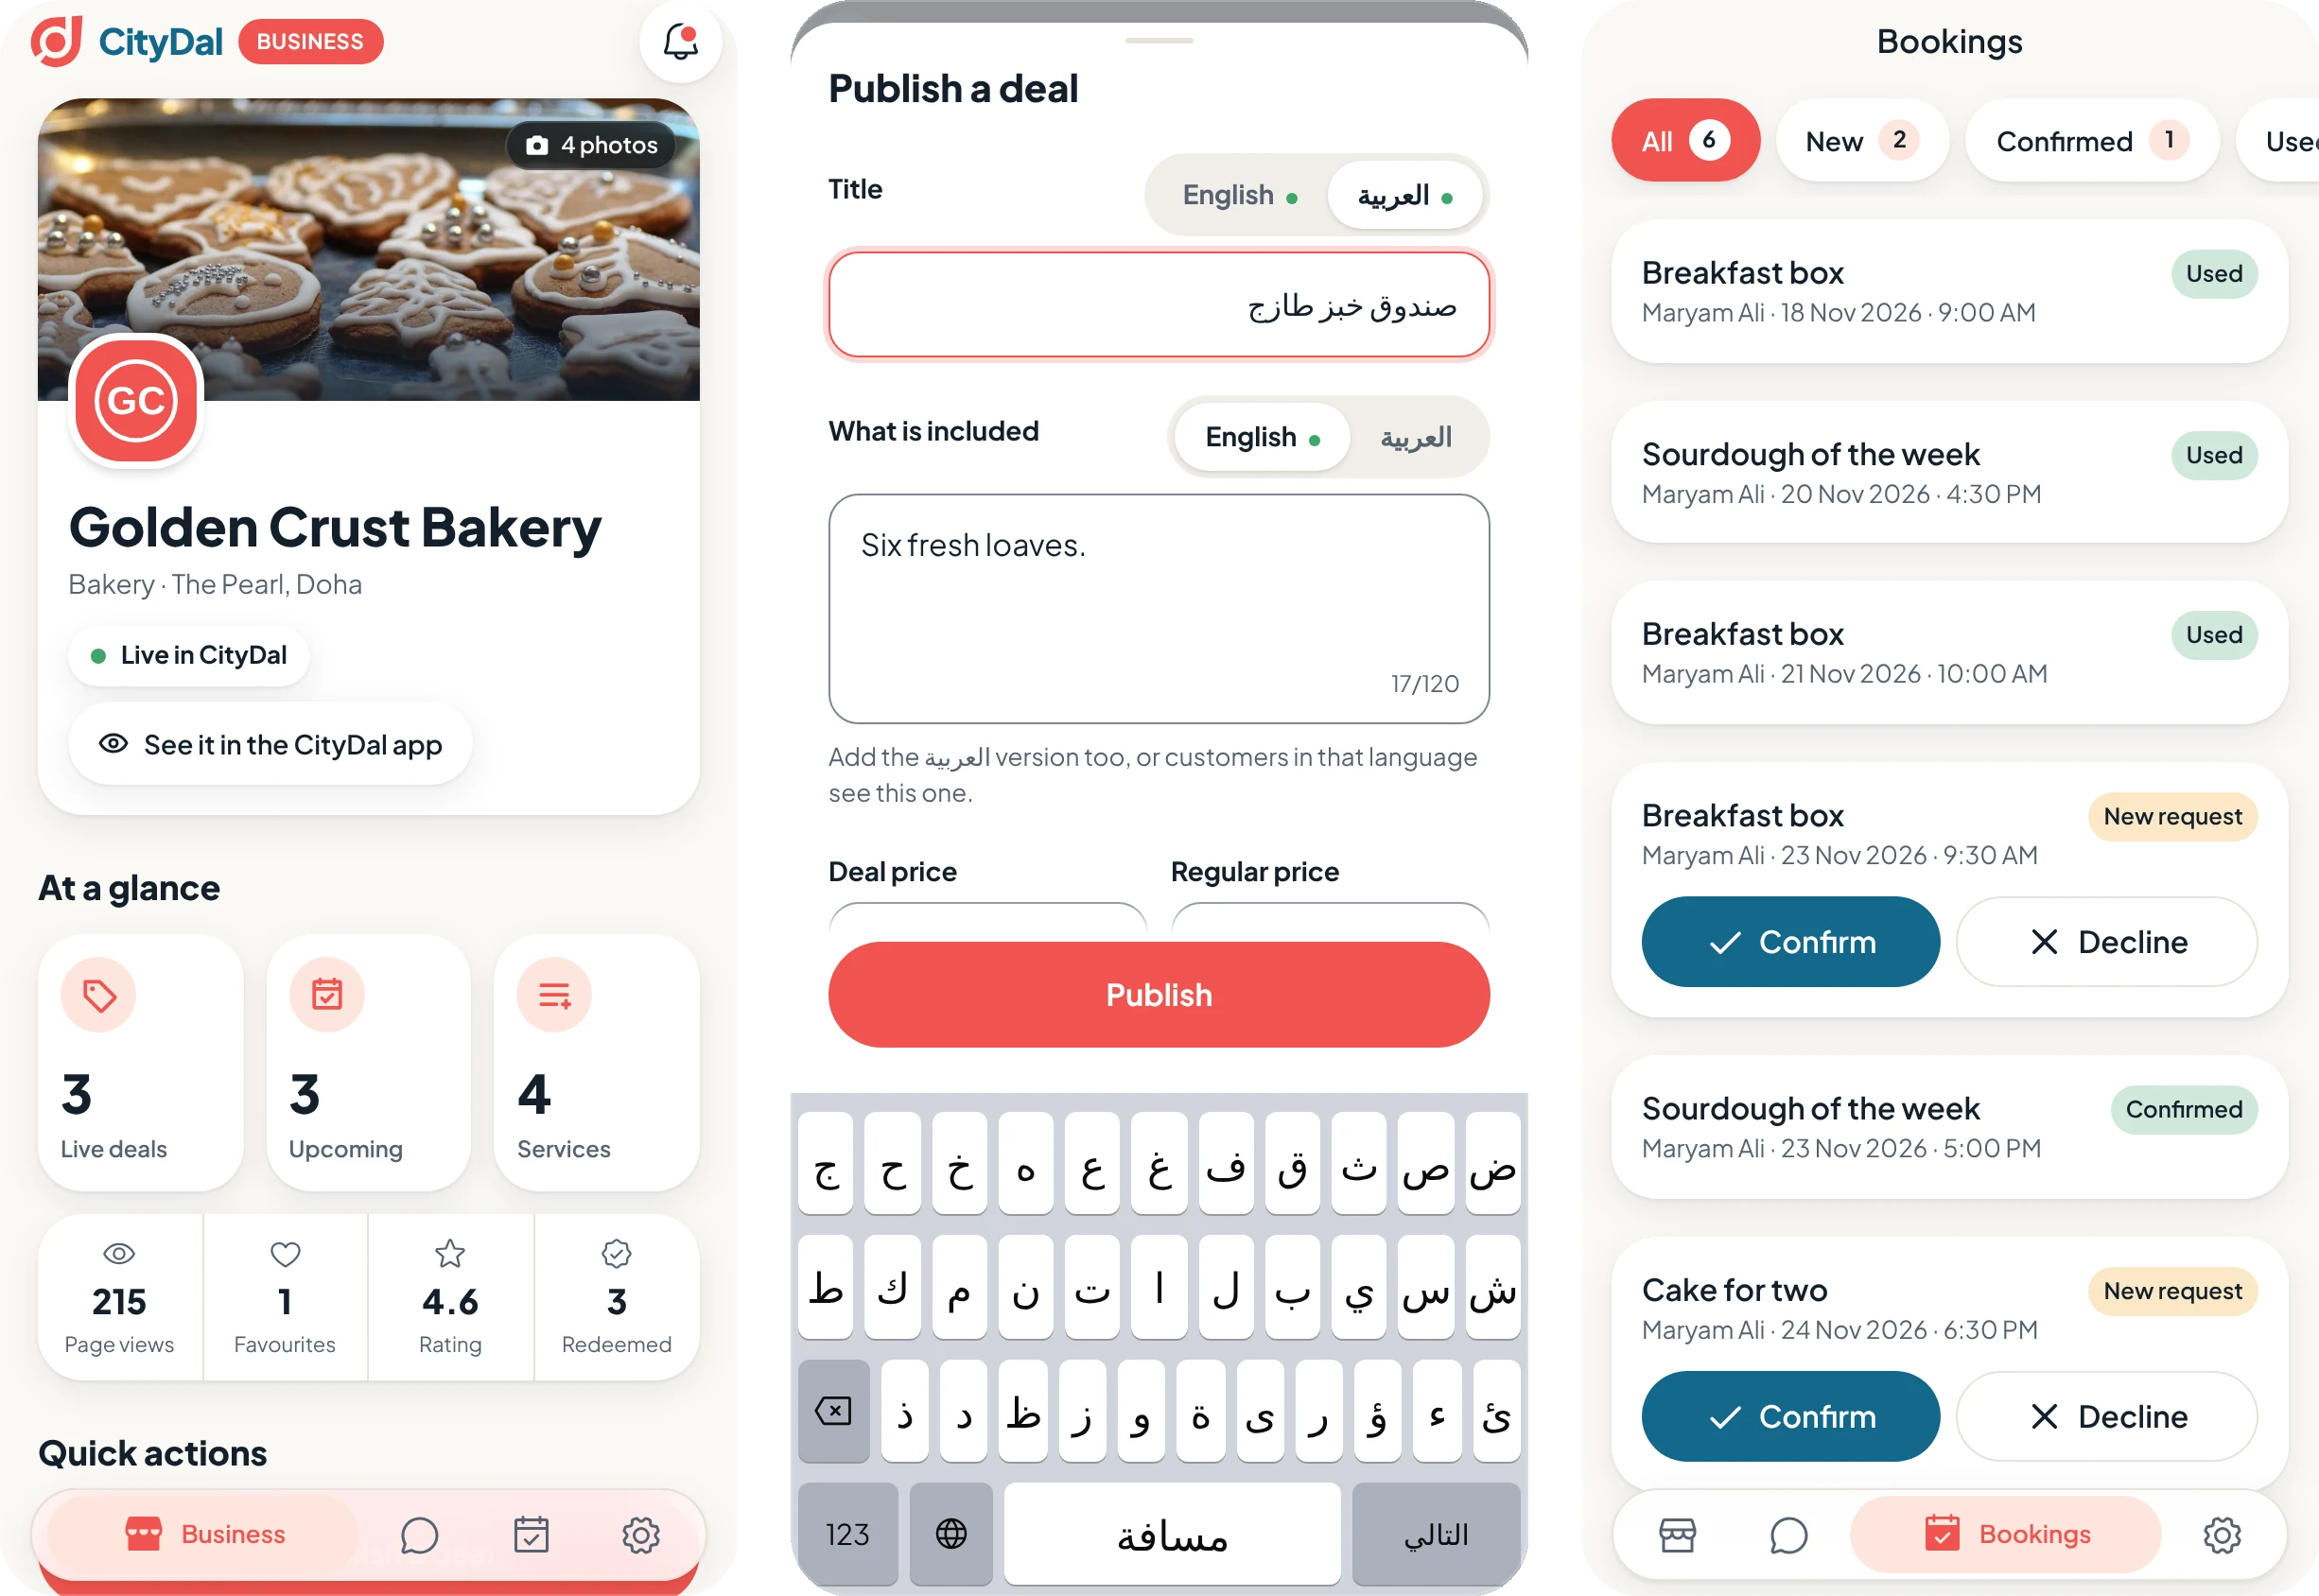 CityDal BUSINESS
4 photos
GC
Golden Crust Bakery
Bakery · The Pearl, Doha
Live in CityDal
See it in the CityDal app
At a glance
3
Live deals
3
Upcoming
4
Services
215
Page views
1
Favourites
4.6
Rating
3
Redeemed
Quick actions
Business
Publish a deal
Title
English
العربية
صندوق خبز طازج
What is included
English
العربية
Six fresh loaves.
17/120
Add the العربية version too, or customers in that language
see this one.
Deal price
Regular price
Publish
ض ص ث ق ف غ ع ه خ ح ج
ش س ي ب ل ا ت ن م ك ط
ئ ء ؤ ر ى ة و ز ظ د ذ
123
مسافة
التالي
Bookings
All 6
New 2
Confirmed 1
Breakfast box
Used
Maryam Ali · 18 Nov 2026 · 9:00 AM
Sourdough of the week
Used
Maryam Ali · 20 Nov 2026 · 4:30 PM
Breakfast box
Used
Maryam Ali · 21 Nov 2026 · 10:00 AM
Breakfast box
New request
Maryam Ali · 23 Nov 2026 · 9:30 AM
Confirm
Decline
Sourdough of the week
Confirmed
Maryam Ali · 23 Nov 2026 · 5:00 PM
Cake for two
New request
Maryam Ali · 24 Nov 2026 · 6:30 PM
Confirm
Decline
Bookings